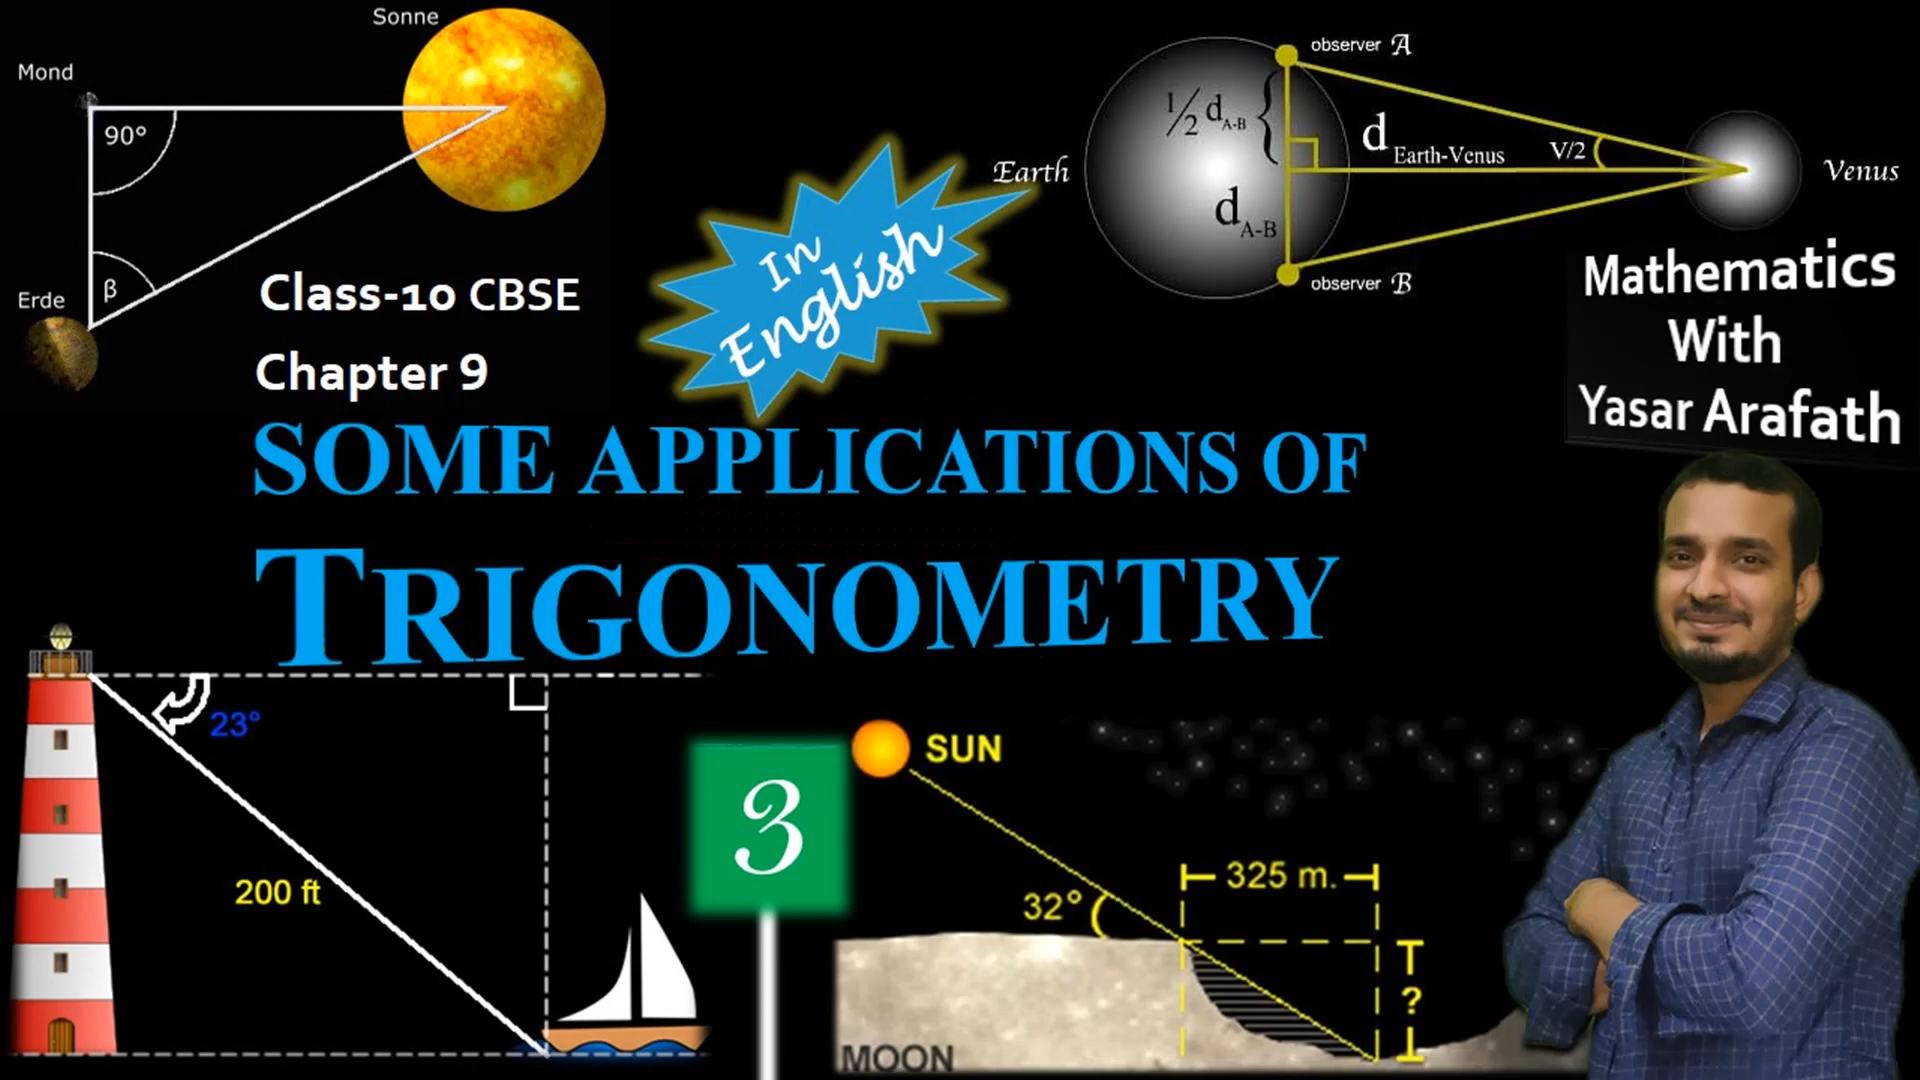 Sonne
Mond
90°
β
Erde
Class-10 CBSE
Chapter 9
In
English
observer A
½ d A-B
d Earth-Venus
V/2
Earth
Venus
d A-B
observer B
Mathematics
With
Yasar Arafath
SOME APPLICATIONS OF
TRIGONOMETRY
23°
200 ft
3
SUN
325 m.
32°
?
MOON